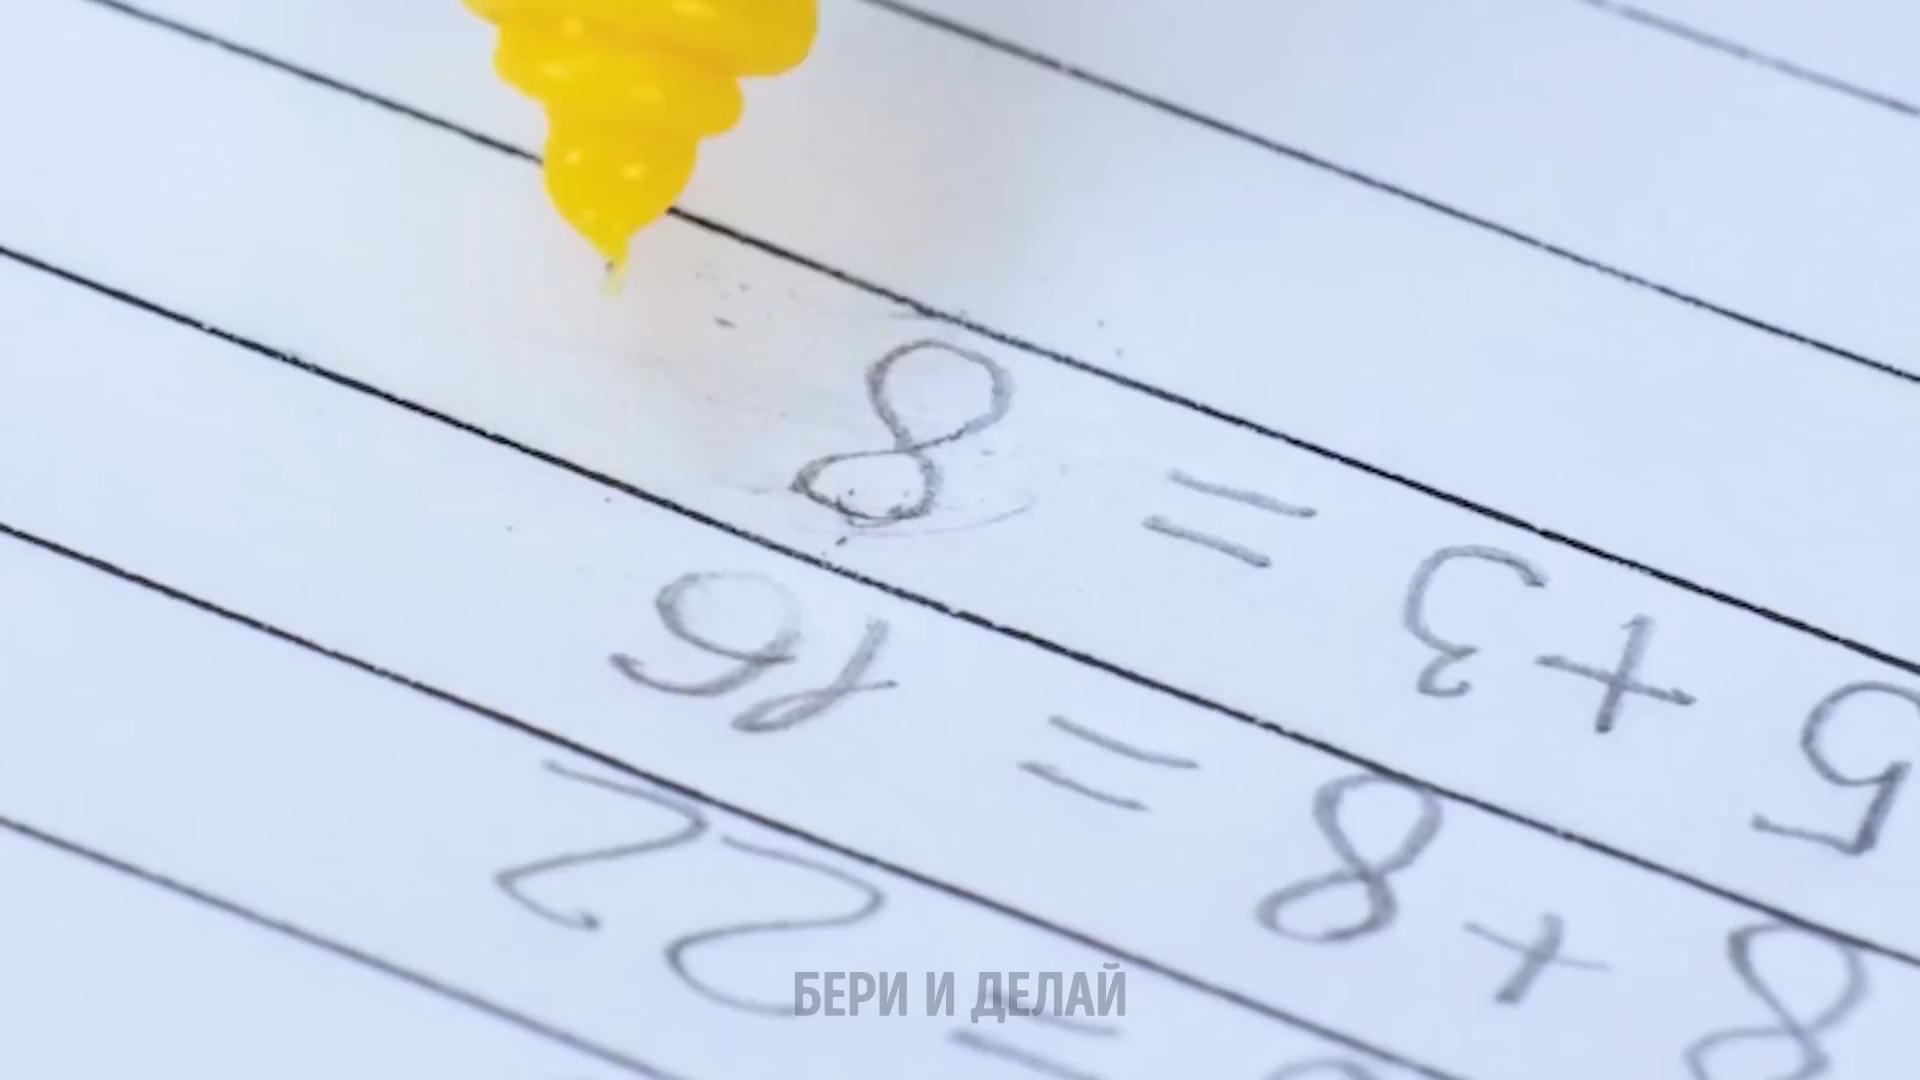 = 22
8 + 8 = 16
5 + 3 = 8
БЕРИ И ДЕЛАЙ